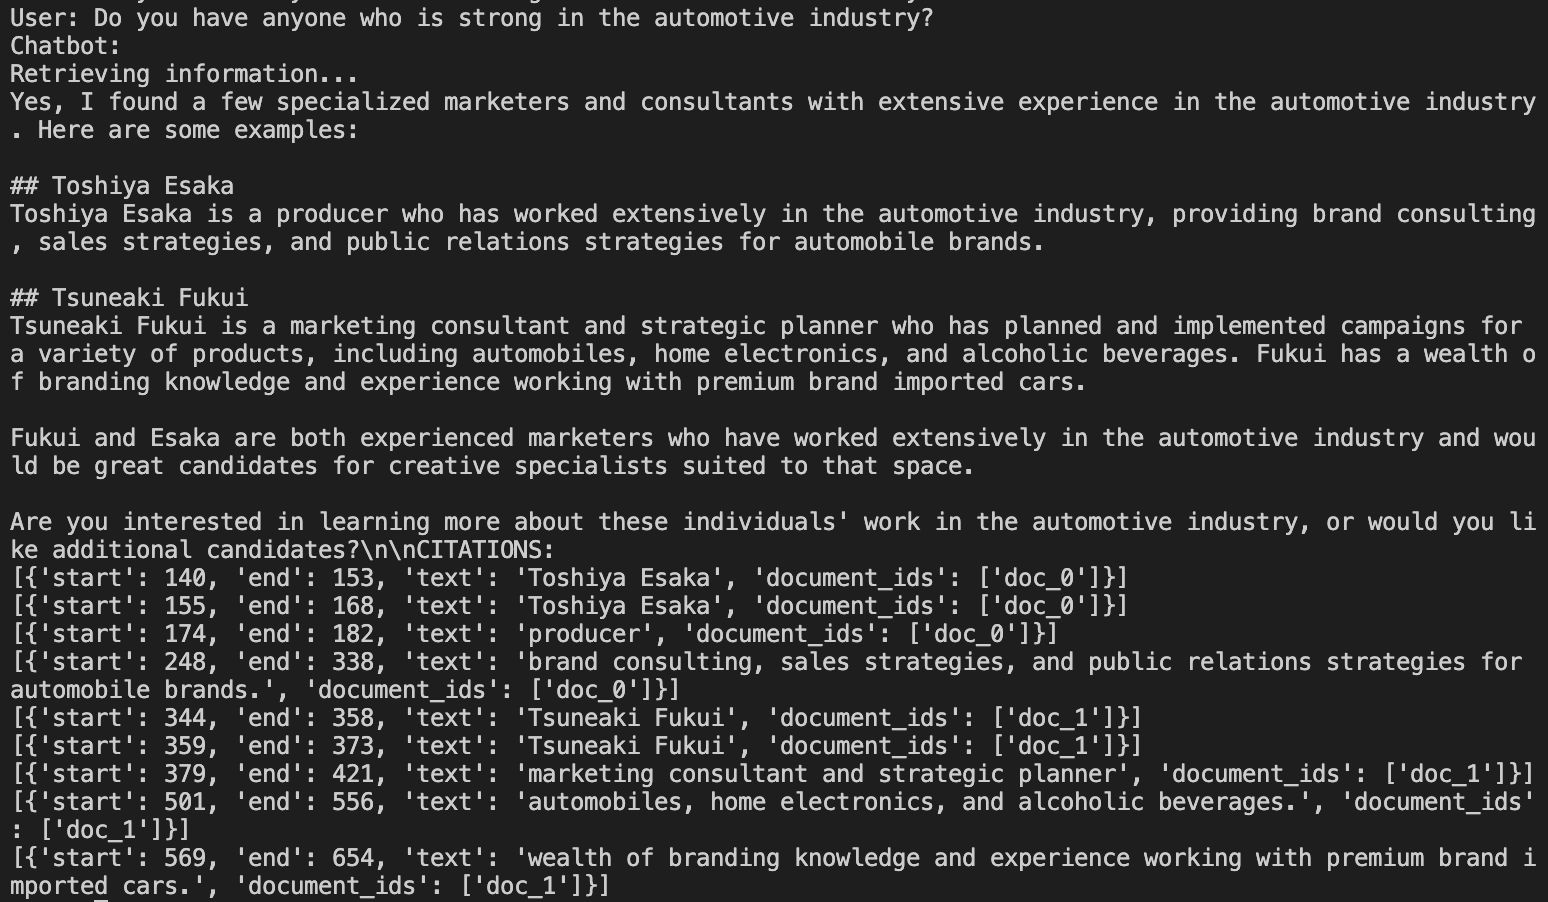 User: Do you have anyone who is strong in the automotive industry?
Chatbot:
Retrieving information...
Yes, I found a few specialized marketers and consultants with extensive experience in the automotive industry
. Here are some examples:
## Toshiya Esaka
Toshiya Esaka is a producer who has worked extensively in the automotive industry, providing brand consulting
, sales strategies, and public relations strategies for automobile brands.
## Tsuneaki Fukui
Tsuneaki Fukui is a marketing consultant and strategic planner who has planned and implemented campaigns for
a variety of products, including automobiles, home electronics, and alcoholic beverages. Fukui has a wealth o
f branding knowledge and experience working with premium brand imported cars.
Fukui and Esaka are both experienced marketers who have worked extensively in the automotive industry and wou
ld be great candidates for creative specialists suited to that space.
Are you interested in learning more about these individuals' work in the automotive industry, or would you li
ke additional candidates?\n\nCITATIONS:
[{'start': 140, 'end': 153, 'text': 'Toshiya Esaka', 'document_ids': ['doc_0']}]
[{'start': 155, 'end': 168, 'text': 'Toshiya Esaka', 'document_ids': ['doc_0']}]
[{'start': 174, 'end': 182, 'text': 'producer', 'document_ids': ['doc_0']}]
[{'start': 248, 'end': 338, 'text': 'brand consulting, sales strategies, and public relations strategies for
automobile brands.', 'document_ids': ['doc_0']}]
[{'start': 344, 'end': 358, 'text': 'Tsuneaki Fukui', 'document_ids': ['doc_1']}]
[{'start': 359, 'end': 373, 'text': 'Tsuneaki Fukui', 'document_ids': ['doc_1']}]
[{'start': 379, 'end': 421, 'text': 'marketing consultant and strategic planner', 'document_ids': ['doc_1']}]
[{'start': 501, 'end': 556, 'text': 'automobiles, home electronics, and alcoholic beverages.', 'document_ids'
: ['doc_1']}]
[{'start': 569, 'end': 654, 'text': 'wealth of branding knowledge and experience working with premium brand i
mported cars.', 'document_ids': ['doc_1']}]